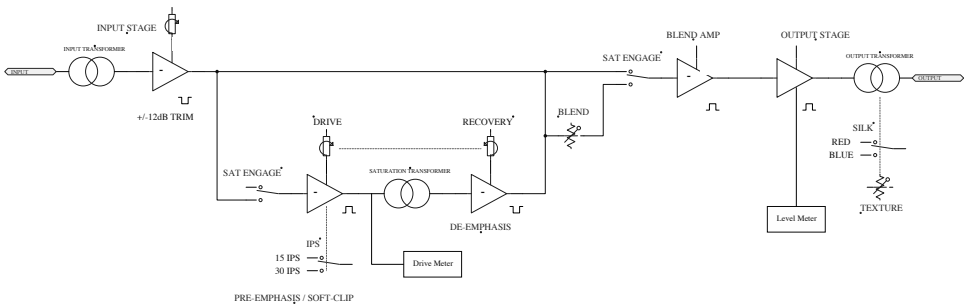 INPUT STAGE
INPUT TRANSFORMER
INPUT
+/-12dB TRIM
BLEND AMP
OUTPUT STAGE
SAT ENGAGE
OUTPUT TRANSFORMER
OUTPUT
DRIVE
RECOVERY
BLEND
SILK
RED
BLUE
SAT ENGAGE
SATURATION TRANSFORMER
TEXTURE
DE-EMPHASIS
Level Meter
IPS
15 IPS
30 IPS
Drive Meter
PRE-EMPHASIS / SOFT-CLIP